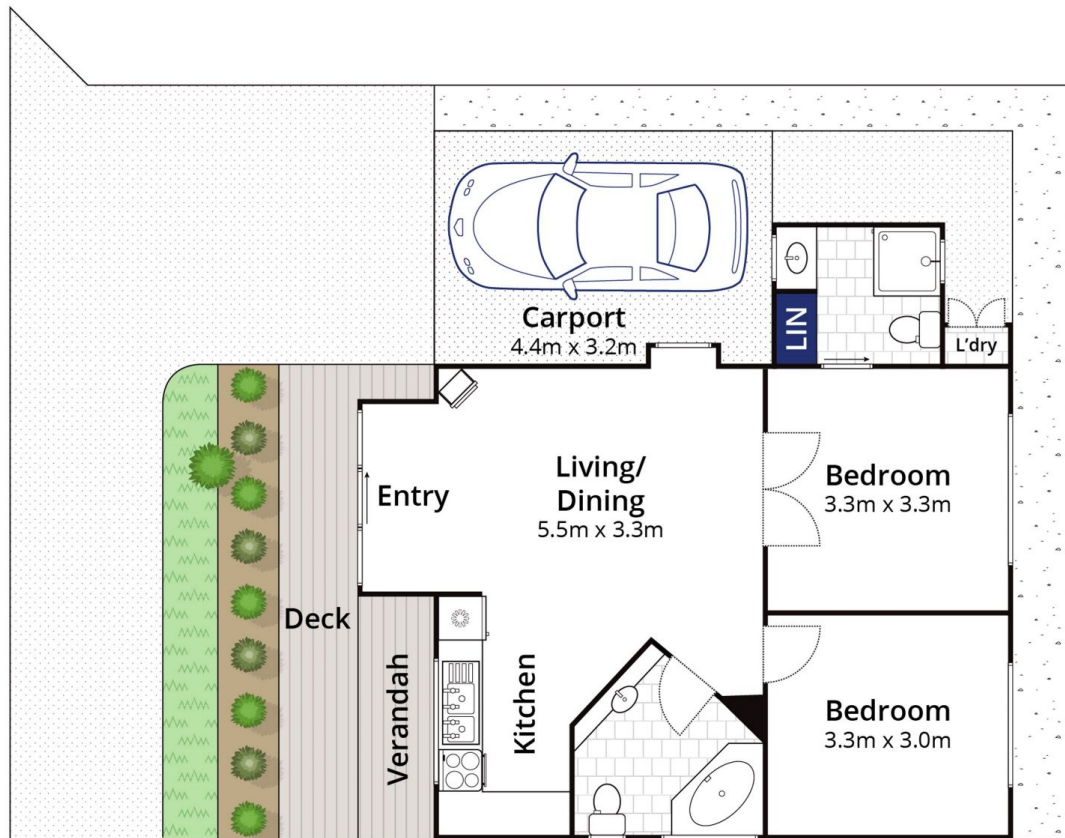 Carport
4.4m x 3.2m
LIN
L'dry
Entry
Living/
Dining
5.5m x 3.3m
Bedroom
3.3m x 3.3m
Deck
Verandah
Kitchen
Bedroom
3.3m x 3.0m